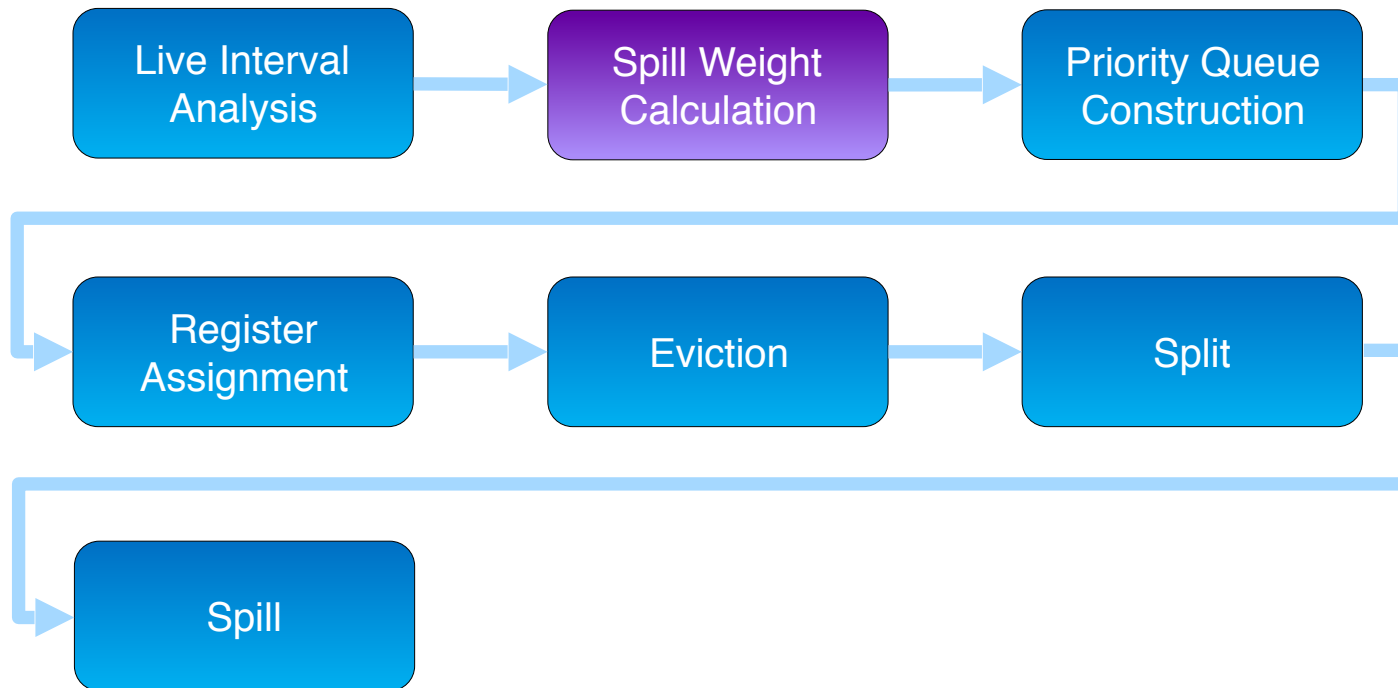 Live Interval
Analysis
Spill Weight
Calculation
Priority Queue
Construction
Register
Assignment
Eviction
Split
Spill